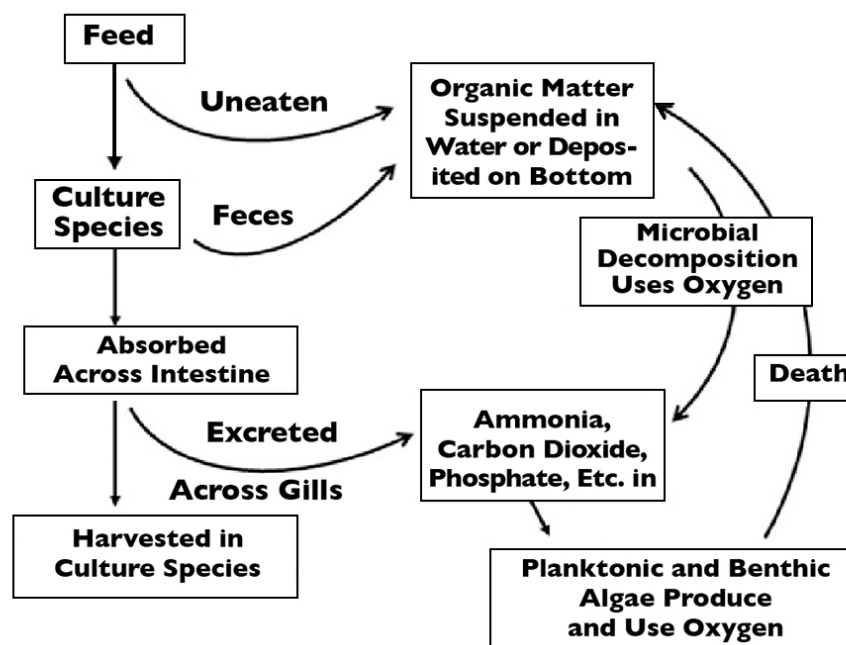 Feed
Uneaten
Organic Matter
Suspended in
Water or Depos-
ited on Bottom
Culture
Species
Feces
Microbial
Decomposition
Uses Oxygen
Absorbed
Across Intestine
Death
Excreted
Across Gills
Ammonia,
Carbon Dioxide,
Phosphate, Etc. in
Harvested in
Culture Species
Planktonic and Benthic
Algae Produce
and Use Oxygen